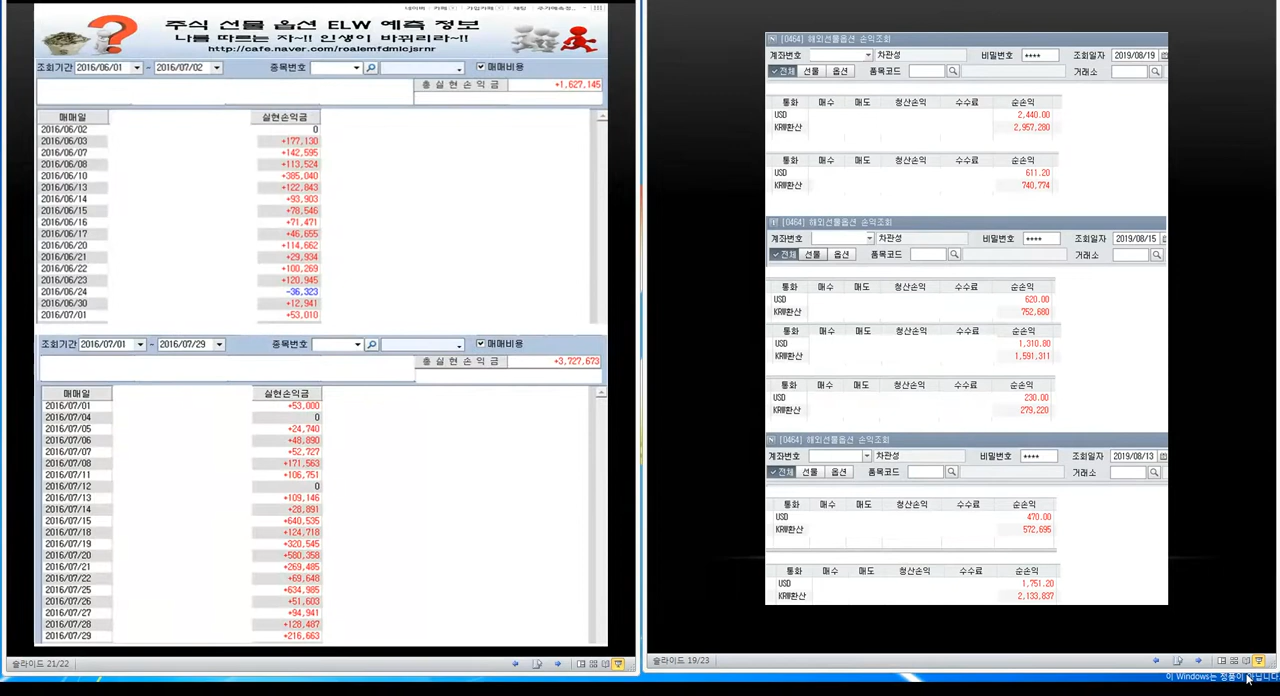 주식 선물 옵션 ELW 예측 정보
나를 따르는 자~!! 인생이 바뀌리라~!!
http://cafe.naver.com/roalemfdmlcjsrnr
조회기간 2016/06/01 - 2016/07/02 종목번호 매매비용
총 실 현 손 익 금 +1,627,145
매매일 실현손익금
2016/06/02 0
2016/06/03 +177,130
2016/06/07 +142,595
2016/06/08 +113,524
2016/06/10 +385,040
2016/06/13 +122,843
2016/06/14 +93,903
2016/06/15 +78,546
2016/06/16 +71,471
2016/06/17 +46,655
2016/06/20 +114,662
2016/06/21 +29,934
2016/06/22 +100,269
2016/06/23 +120,945
2016/06/24 -36,323
2016/06/30 +12,941
2016/07/01 +53,010
조회기간 2016/07/01 - 2016/07/29 종목번호 매매비용
총 실 현 손 익 금 +3,727,673
매매일 실현손익금
2016/07/01 +53,000
2016/07/04 0
2016/07/05 +24,740
2016/07/06 +48,890
2016/07/07 +52,727
2016/07/08 +171,563
2016/07/11 +106,751
2016/07/12 0
2016/07/13 +109,146
2016/07/14 +28,891
2016/07/15 +640,535
2016/07/18 +124,718
2016/07/19 +320,545
2016/07/20 +580,358
2016/07/21 +269,485
2016/07/22 +69,648
2016/07/25 +634,985
2016/07/26 +51,603
2016/07/27 +94,941
2016/07/28 +128,487
2016/07/29 +216,663
슬라이드 21/22
[0464] 해외선물옵션 손익조회
계좌번호 차관성 비밀번호 **** 조회일자 2019/08/19
전체 선물 옵션 품목코드 거래소
통화 매수 매도 청산손익 수수료 순손익
USD 2,440.00
KRW환산 2,957,280
통화 매수 매도 청산손익 수수료 순손익
USD 611.20
KRW환산 740,774
[0464] 해외선물옵션 손익조회
계좌번호 차관성 비밀번호 **** 조회일자 2019/08/15
전체 선물 옵션 품목코드 거래소
통화 매수 매도 청산손익 수수료 순손익
USD 620.00
KRW환산 752,680
통화 매수 매도 청산손익 수수료 순손익
USD 1,310.80
KRW환산 1,591,311
통화 매수 매도 청산손익 수수료 순손익
USD 230.00
KRW환산 279,220
[0464] 해외선물옵션 손익조회
계좌번호 차관성 비밀번호 **** 조회일자 2019/08/13
전체 선물 옵션 품목코드 거래소
통화 매수 매도 청산손익 수수료 순손익
USD 470.00
KRW환산 572,695
통화 매수 매도 청산손익 수수료 순손익
USD 1,751.20
KRW환산 2,133,837
슬라이드 19/23
이 Windows는 정품이 아닙니다.